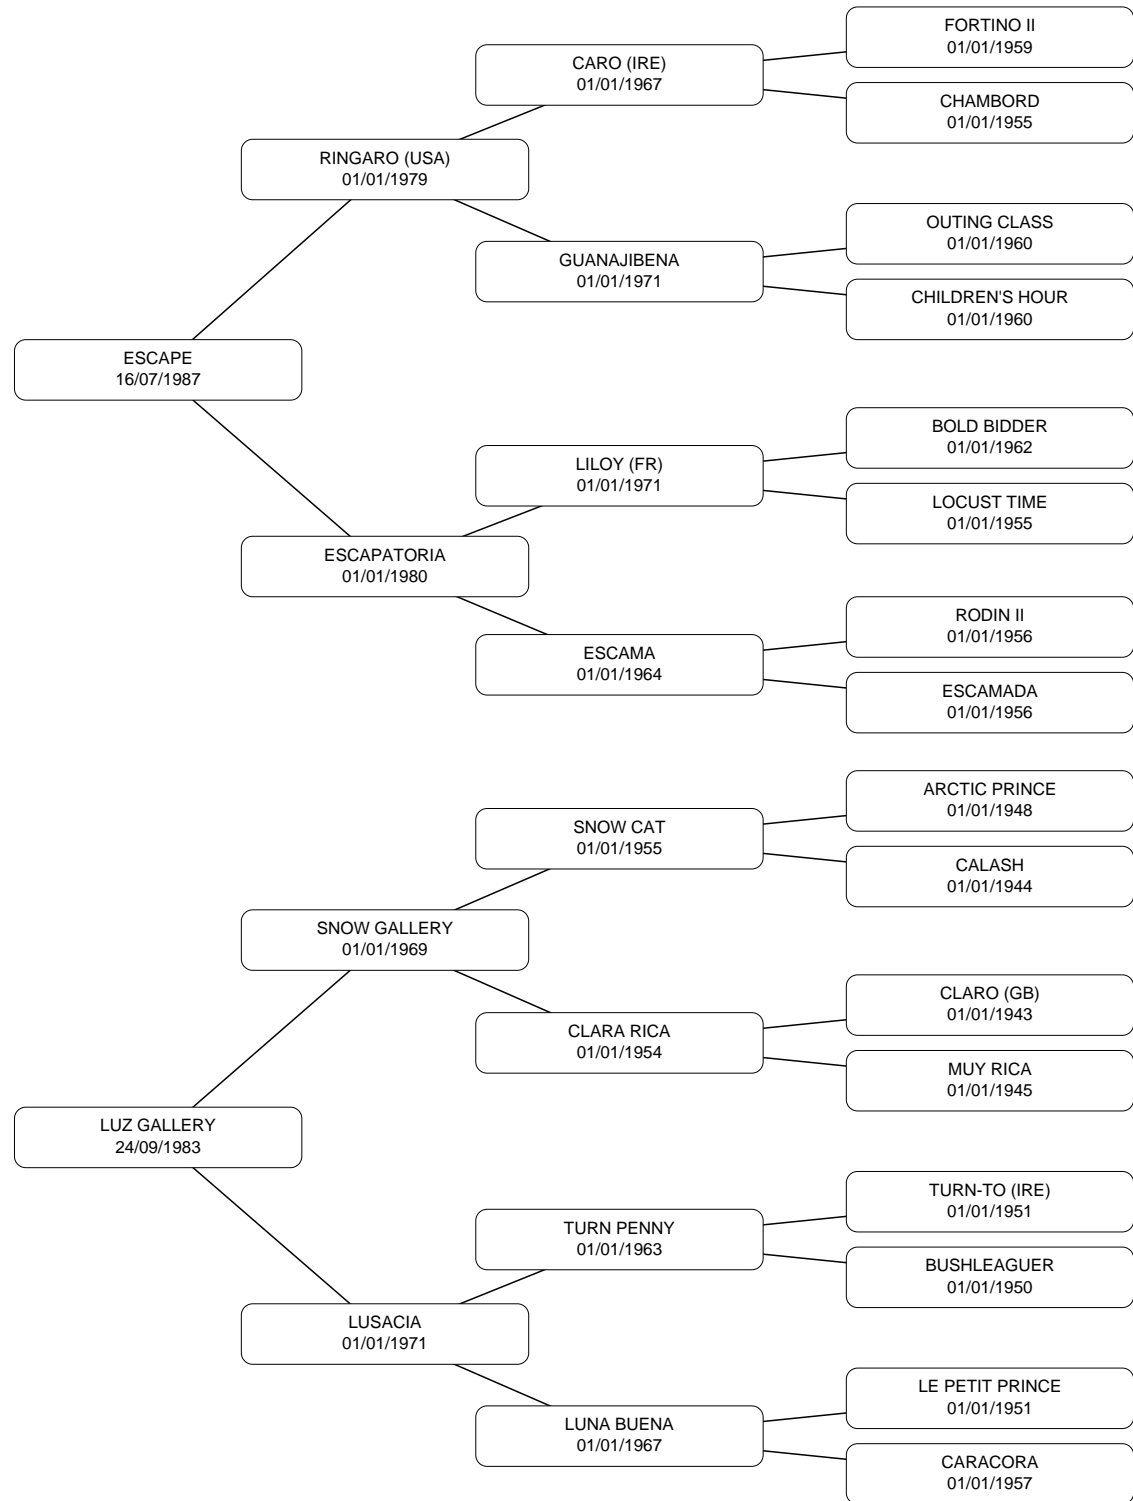 FORTINO II
01/01/1959
CARO (IRE)
01/01/1967
CHAMBORD
01/01/1955
RINGARO (USA)
01/01/1979
OUTING CLASS
01/01/1960
GUANAJIBENA
01/01/1971
CHILDREN'S HOUR
01/01/1960
ESCAPE
16/07/1987
BOLD BIDDER
01/01/1962
LILOY (FR)
01/01/1971
LOCUST TIME
01/01/1955
ESCAPATORIA
01/01/1980
RODIN II
01/01/1956
ESCAMA
01/01/1964
ESCAMADA
01/01/1956
ARCTIC PRINCE
01/01/1948
SNOW CAT
01/01/1955
CALASH
01/01/1944
SNOW GALLERY
01/01/1969
CLARO (GB)
01/01/1943
CLARA RICA
01/01/1954
MUY RICA
01/01/1945
LUZ GALLERY
24/09/1983
TURN-TO (IRE)
01/01/1951
TURN PENNY
01/01/1963
BUSHLEAGUER
01/01/1950
LUSACIA
01/01/1971
LE PETIT PRINCE
01/01/1951
LUNA BUENA
01/01/1967
CARACORA
01/01/1957